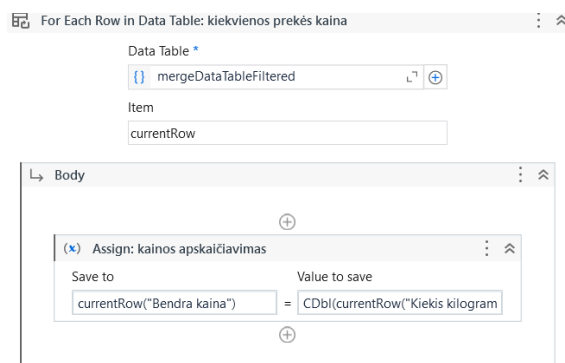 For Each Row in Data Table: kiekvienos prekės kaina
Data Table *
{} mergeDataTableFiltered
Item
currentRow
Body
(x) Assign: kainos apskaičiavimas
Save to Value to save
currentRow("Bendra kaina") = CDbl(currentRow("Kiekis kilogram